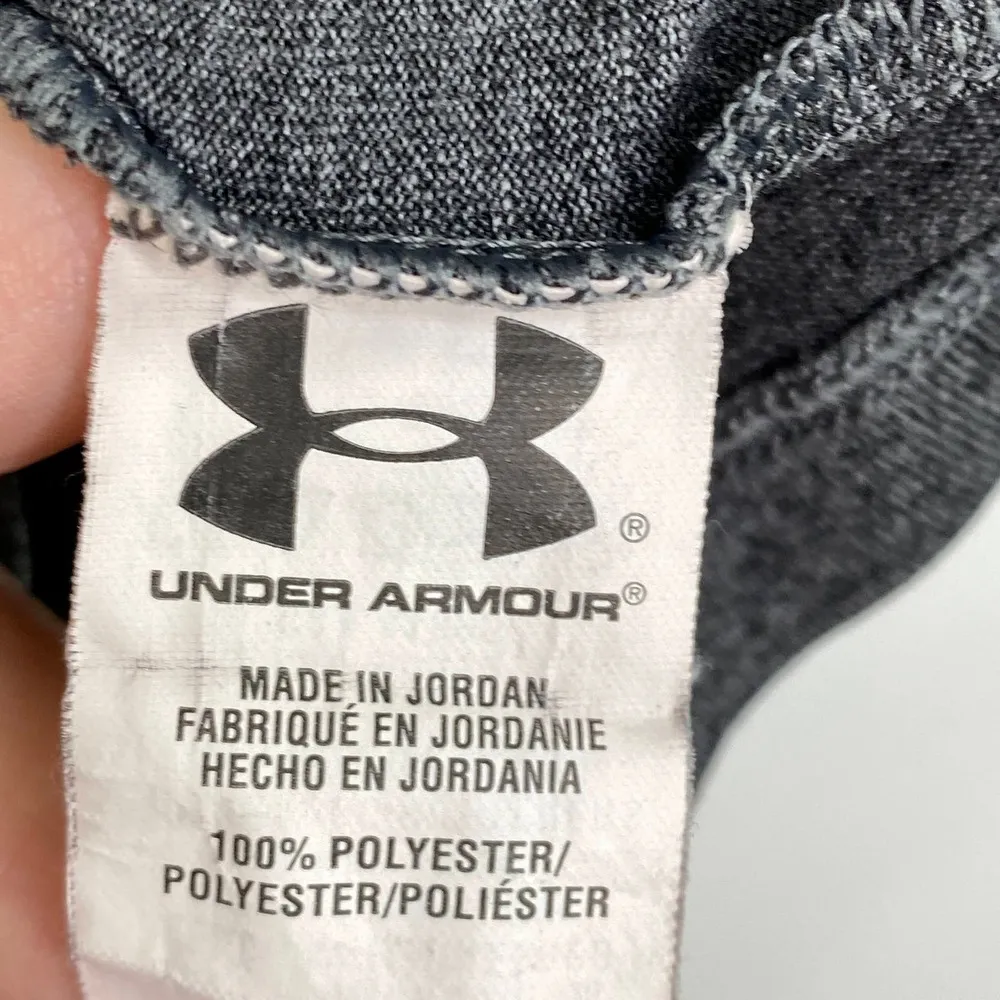 ®
UNDER ARMOUR®
MADE IN JORDAN
FABRIQUÉ EN JORDANIE
HECHO EN JORDANIA
100% POLYESTER/
POLYESTER/POLIÉSTER